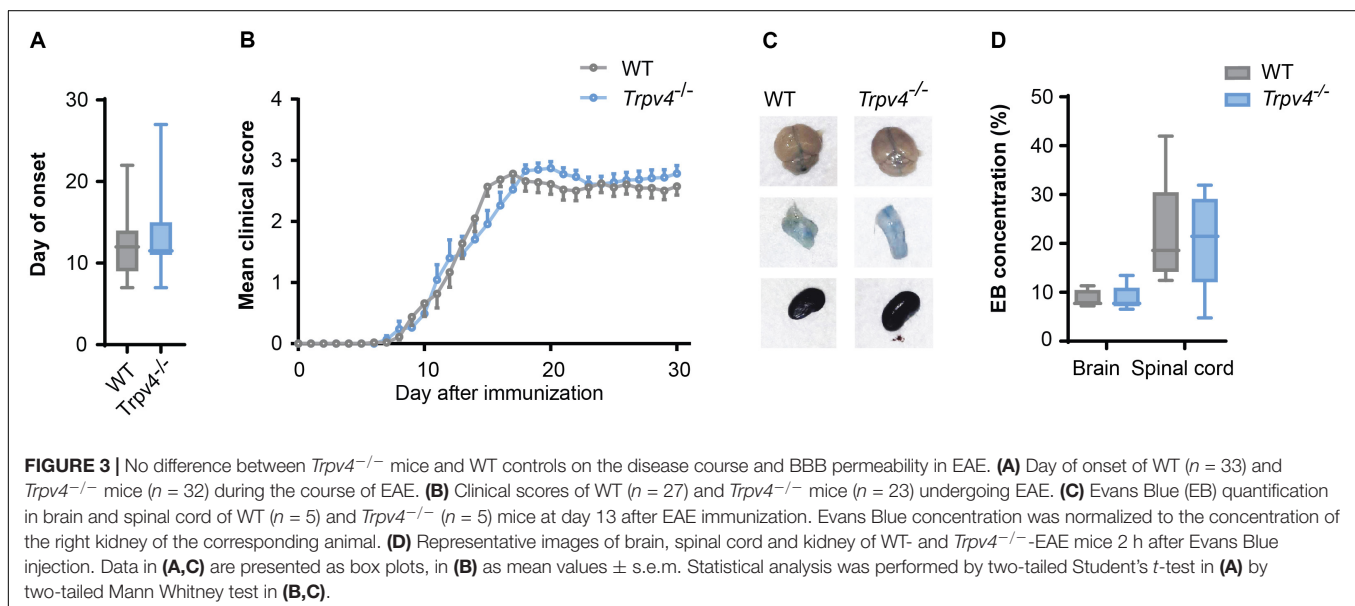 A
Day of onset
30
20
10
0
WT
Trpv4-/-
B
WT
Trpv4-/-
Mean clinical score
4
3
2
1
0
0 10 20 30
Day after immunization
C
WT Trpv4-/-
D
WT
Trpv4-/-
EB concentration (%)
50
40
30
20
10
0
Brain Spinal cord
FIGURE 3 | No difference between Trpv4−/− mice and WT controls on the disease course and BBB permeability in EAE. (A) Day of onset of WT (n = 33) and
Trpv4−/− mice (n = 32) during the course of EAE. (B) Clinical scores of WT (n = 27) and Trpv4−/− mice (n = 23) undergoing EAE. (C) Evans Blue (EB) quantification
in brain and spinal cord of WT (n = 5) and Trpv4−/− (n = 5) mice at day 13 after EAE immunization. Evans Blue concentration was normalized to the concentration of
the right kidney of the corresponding animal. (D) Representative images of brain, spinal cord and kidney of WT- and Trpv4−/−-EAE mice 2 h after Evans Blue
injection. Data in (A,C) are presented as box plots, in (B) as mean values ± s.e.m. Statistical analysis was performed by two-tailed Student's t-test in (A) by
two-tailed Mann Whitney test in (B,C).